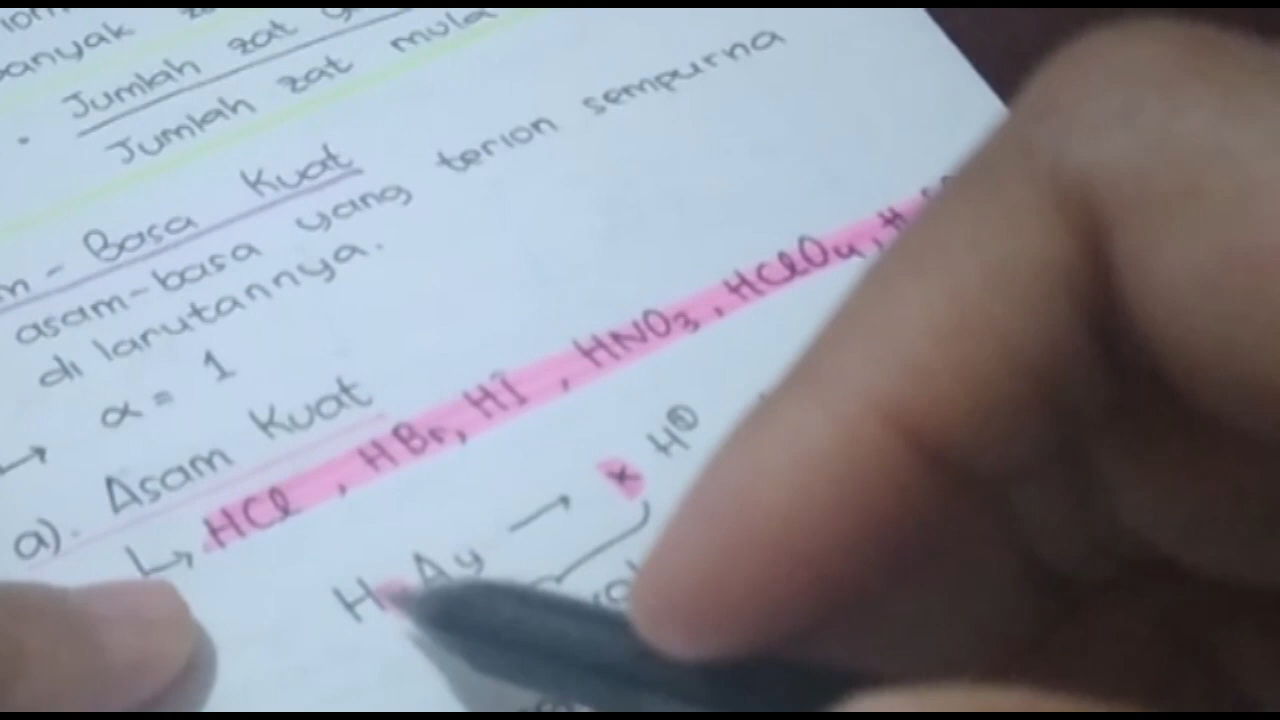 banyak
Jumlah zat
Jumlah zat mula
- Basa Kuat
asam-basa yang terion sempurna
di larutannya.
→ α = 1
a). Asam Kuat
↳ HCl, HBr, HI, HNO₃, HClO₄, H
H Ay → x H⊕